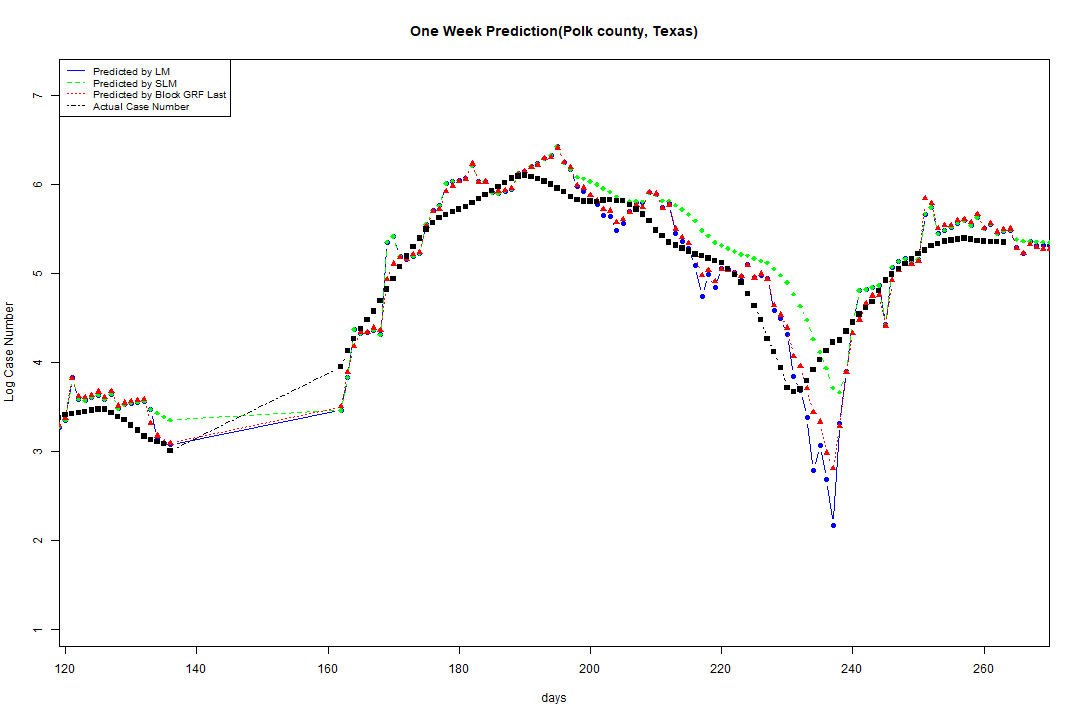 One Week Prediction(Polk county, Texas)
Predicted by LM
Predicted by SLM
Predicted by Block GRF Last
Actual Case Number
7
6
5
4
3
2
1
Log Case Number
120 140 160 180 200 220 240 260
days